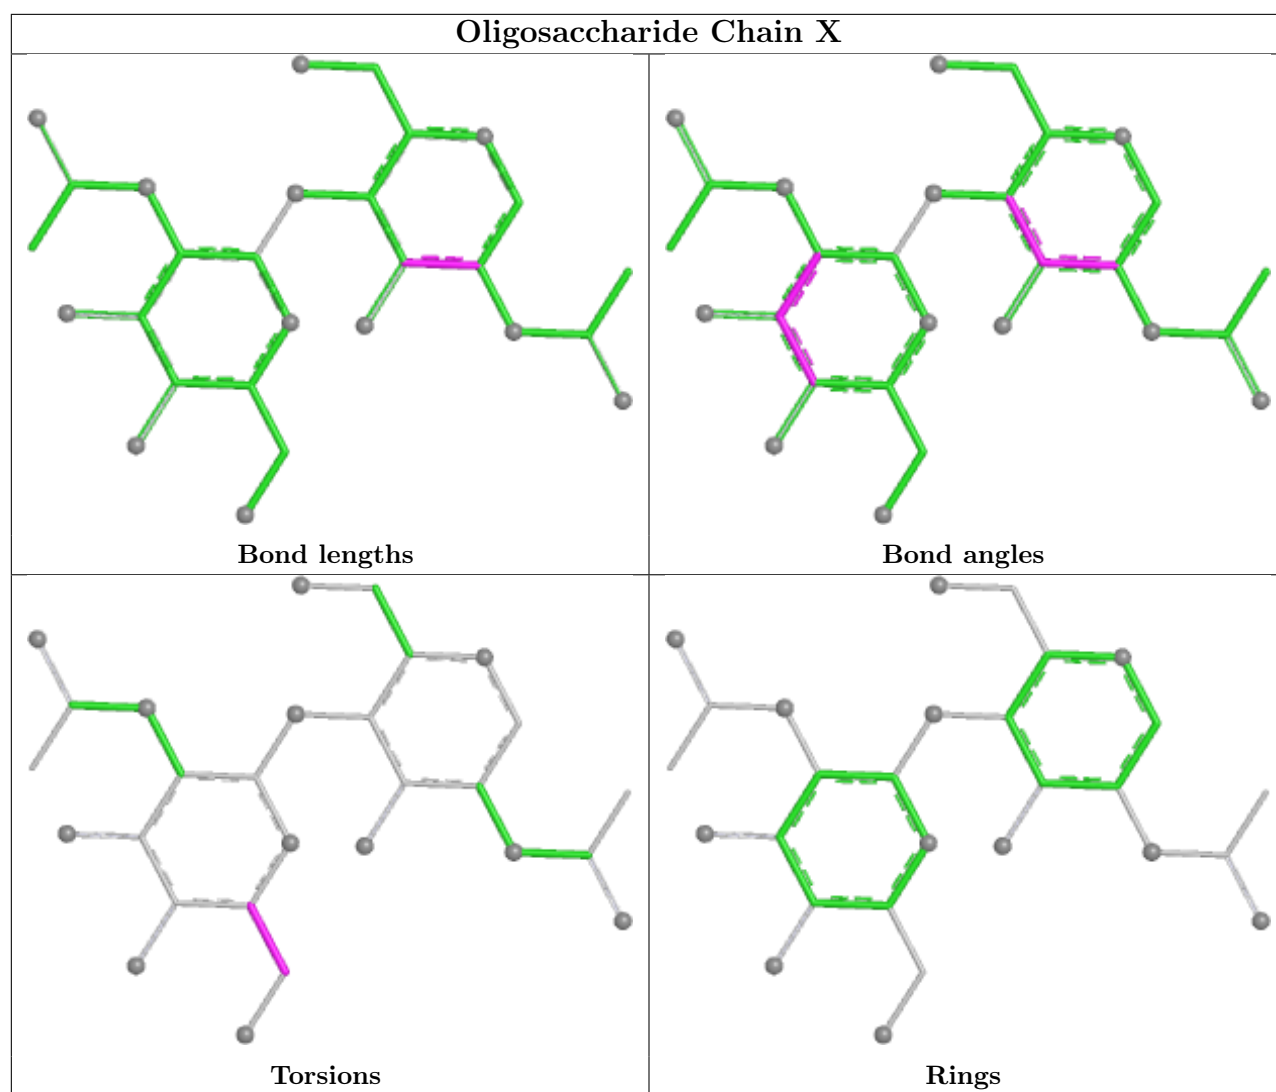 Oligosaccharide Chain X
Bond lengths
Bond angles
Torsions
Rings